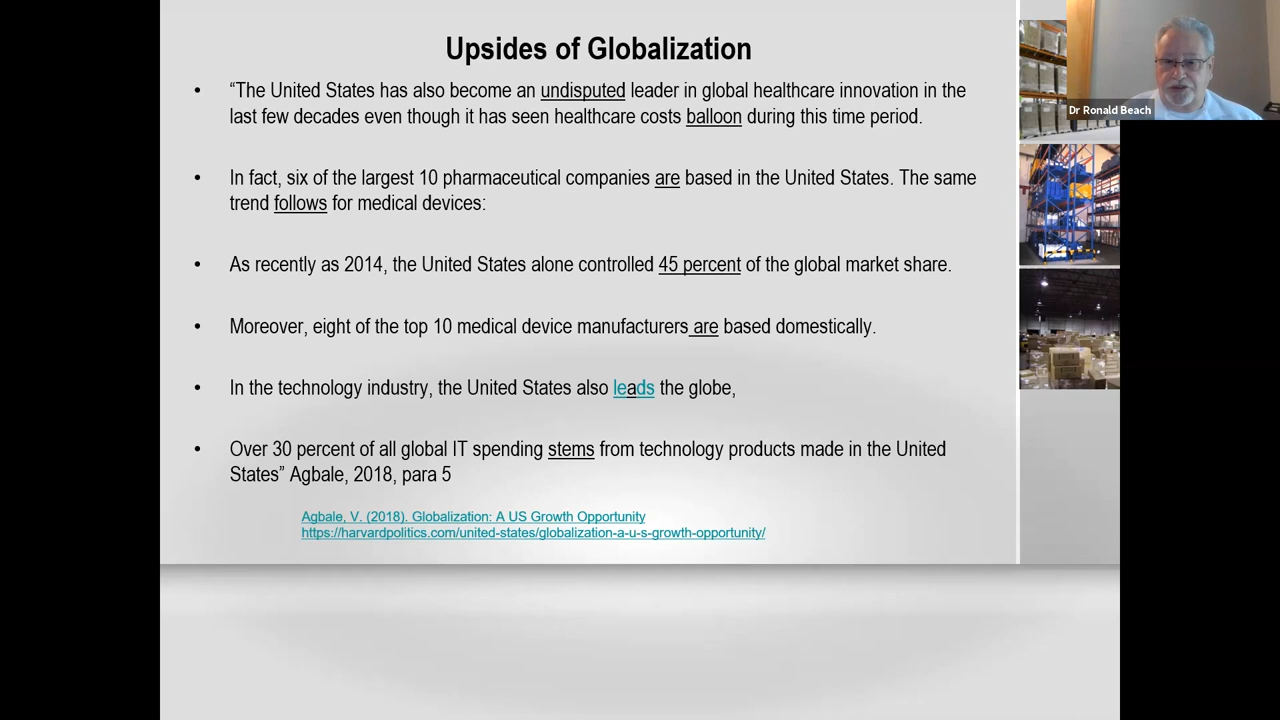 Upsides of Globalization
• “The United States has also become an undisputed leader in global healthcare innovation in the
last few decades even though it has seen healthcare costs balloon during this time period.
• In fact, six of the largest 10 pharmaceutical companies are based in the United States. The same
trend follows for medical devices:
• As recently as 2014, the United States alone controlled 45 percent of the global market share.
• Moreover, eight of the top 10 medical device manufacturers are based domestically.
• In the technology industry, the United States also leads the globe,
• Over 30 percent of all global IT spending stems from technology products made in the United
States” Agbale, 2018, para 5
Agbale, V. (2018). Globalization: A US Growth Opportunity
https://harvardpolitics.com/united-states/globalization-a-u-s-growth-opportunity/
Dr Ronald Beach